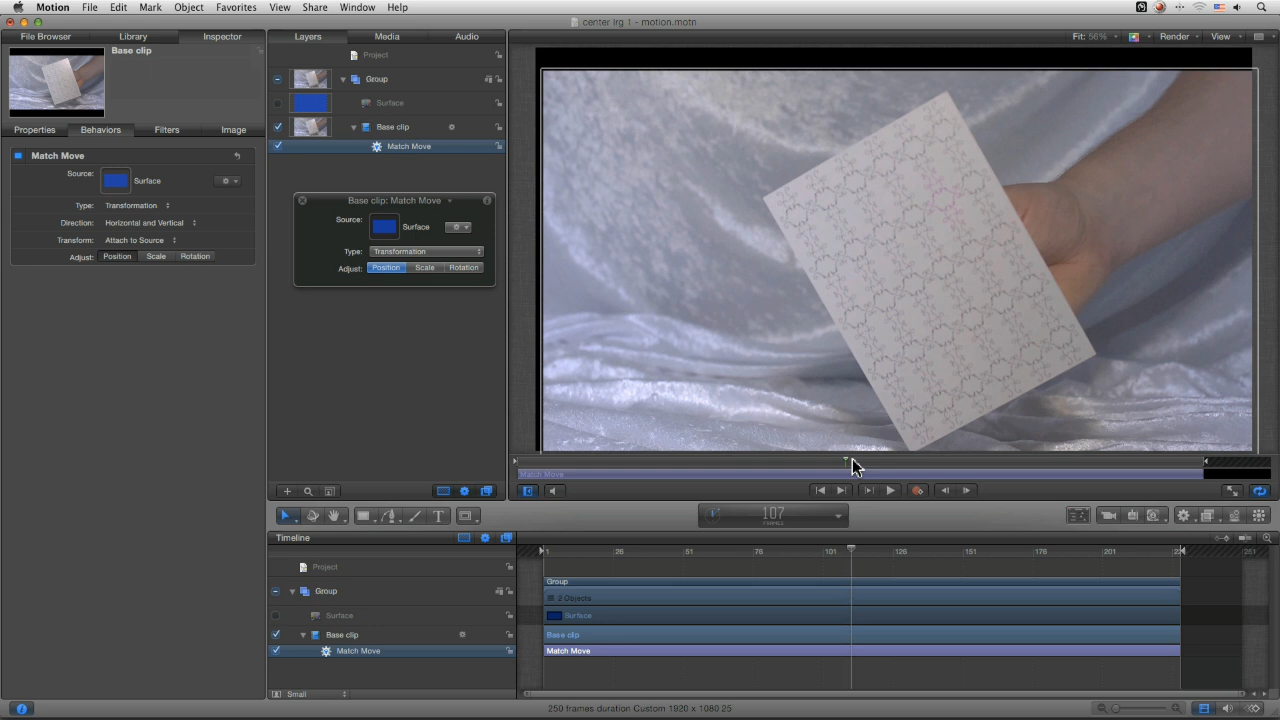 Motion File Edit Mark Object Favorites View Share Window Help
center lrg 1 - motion.motn
File Browser Library Inspector
Layers Media Audio
Fit: 56% Render View
Base clip
Project
Group
Surface
Base clip
Match Move
Properties Behaviors Filters Image
Match Move
Source: Surface
Type: Transformation
Direction: Horizontal and Vertical
Transform: Attach to Source
Adjust: Position Scale Rotation
Base clip: Match Move
Source: Surface
Type: Transformation
Adjust: Position Scale Rotation
Match Move
107
FRAMES
Timeline
1 26 51 76 101 126 151 176 201 251
Project
Group
Group
2 Objects
Surface
Surface
Base clip
Base clip
Match Move
Match Move
Small
250 frames duration Custom 1920 x 1080 25